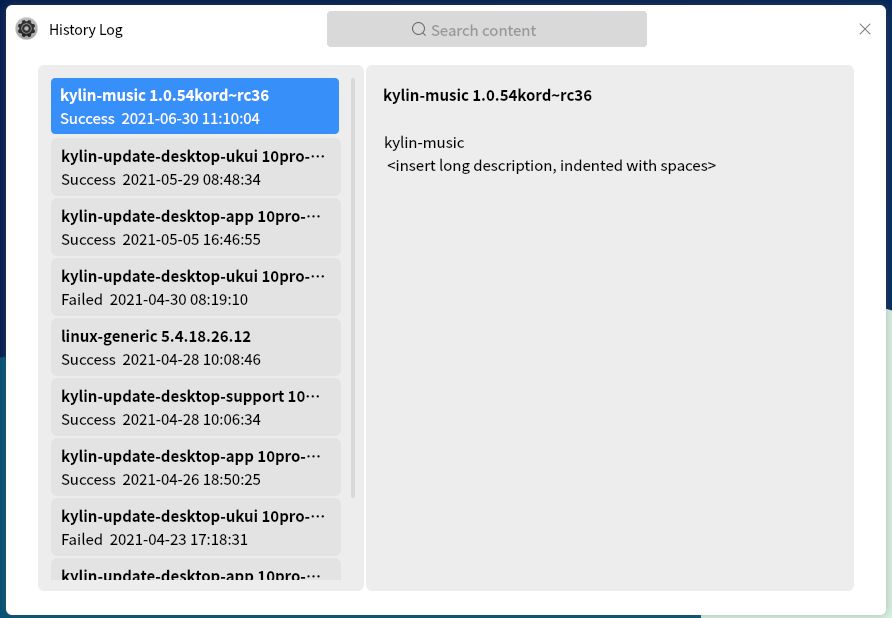 History Log
Search content
kylin-music 1.0.54kord~rc36
Success 2021-06-30 11:10:04
kylin-update-desktop-ukui 10pro-···
Success 2021-05-29 08:48:34
kylin-update-desktop-app 10pro-···
Success 2021-05-05 16:46:55
kylin-update-desktop-ukui 10pro-···
Failed 2021-04-30 08:19:10
linux-generic 5.4.18.26.12
Success 2021-04-28 10:08:46
kylin-update-desktop-support 10···
Success 2021-04-28 10:06:34
kylin-update-desktop-app 10pro-···
Success 2021-04-26 18:50:25
kylin-update-desktop-ukui 10pro-···
Failed 2021-04-23 17:18:31
kylin-update-desktop-app 10pro-···
kylin-music 1.0.54kord~rc36
kylin-music
<insert long description, indented with spaces>